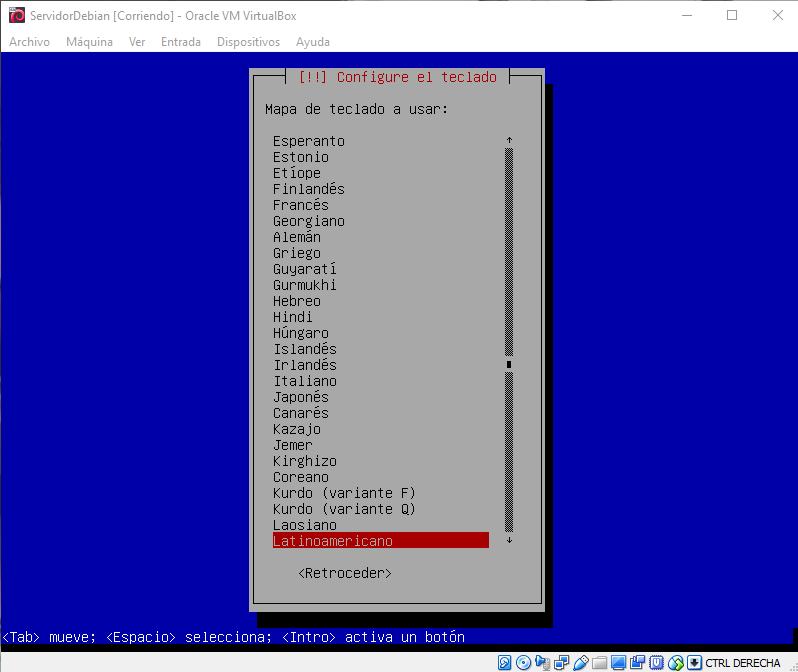 ServidorDebian [Corriendo] - Oracle VM VirtualBox
Archivo Máquina Ver Entrada Dispositivos Ayuda
[!!] Configure el teclado
Mapa de teclado a usar:
Esperanto
Estonio
Etíope
Finlandés
Francés
Georgiano
Alemán
Griego
Guyaratí
Gurmukhi
Hebreo
Hindi
Húngaro
Islandés
Irlandés
Italiano
Japonés
Canarés
Kazajo
Jemer
Kirghizo
Coreano
Kurdo (variante F)
Kurdo (variante Q)
Laosiano
Latinoamericano
<Retroceder>
<Tab> mueve; <Espacio> selecciona; <Intro> activa un botón
CTRL DERECHA